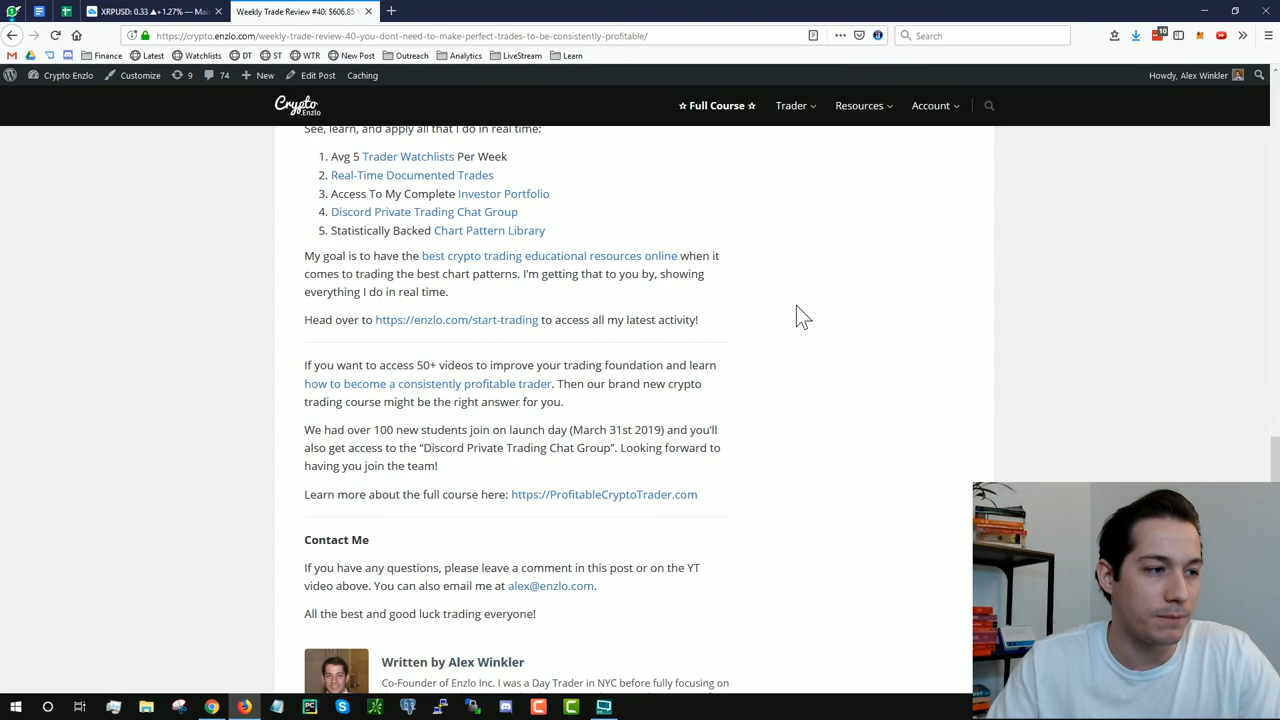 XRPUSD: 0.33 ▲+1.27% — Mai
Weekly Trade Review #40: $606.85
https://crypto.enzlo.com/weekly-trade-review-40-you-dont-need-to-make-perfect-trades-to-be-consistently-profitable/
Search
10
Finance Latest Watchlists DT ST WTR New Post Outreach Analytics LiveStream Learn
Crypto Enzlo Customize 9 74 New Edit Post Caching Howdy, Alex Winkler
Crypto .Enzlo ☆ Full Course ☆ Trader Resources Account
See, learn, and apply all that I do in real time:
1. Avg 5 Trader Watchlists Per Week
2. Real-Time Documented Trades
3. Access To My Complete Investor Portfolio
4. Discord Private Trading Chat Group
5. Statistically Backed Chart Pattern Library
My goal is to have the best crypto trading educational resources online when it
comes to trading the best chart patterns. I'm getting that to you by, showing
everything I do in real time.
Head over to https://enzlo.com/start-trading to access all my latest activity!
If you want to access 50+ videos to improve your trading foundation and learn
how to become a consistently profitable trader. Then our brand new crypto
trading course might be the right answer for you.
We had over 100 new students join on launch day (March 31st 2019) and you'll
also get access to the “Discord Private Trading Chat Group”. Looking forward to
having you join the team!
Learn more about the full course here: https://ProfitableCryptoTrader.com
Contact Me
If you have any questions, please leave a comment in this post or on the YT
video above. You can also email me at alex@enzlo.com.
All the best and good luck trading everyone!
Written by Alex Winkler
Co-Founder of Enzlo Inc. I was a Day Trader in NYC before fully focusing on